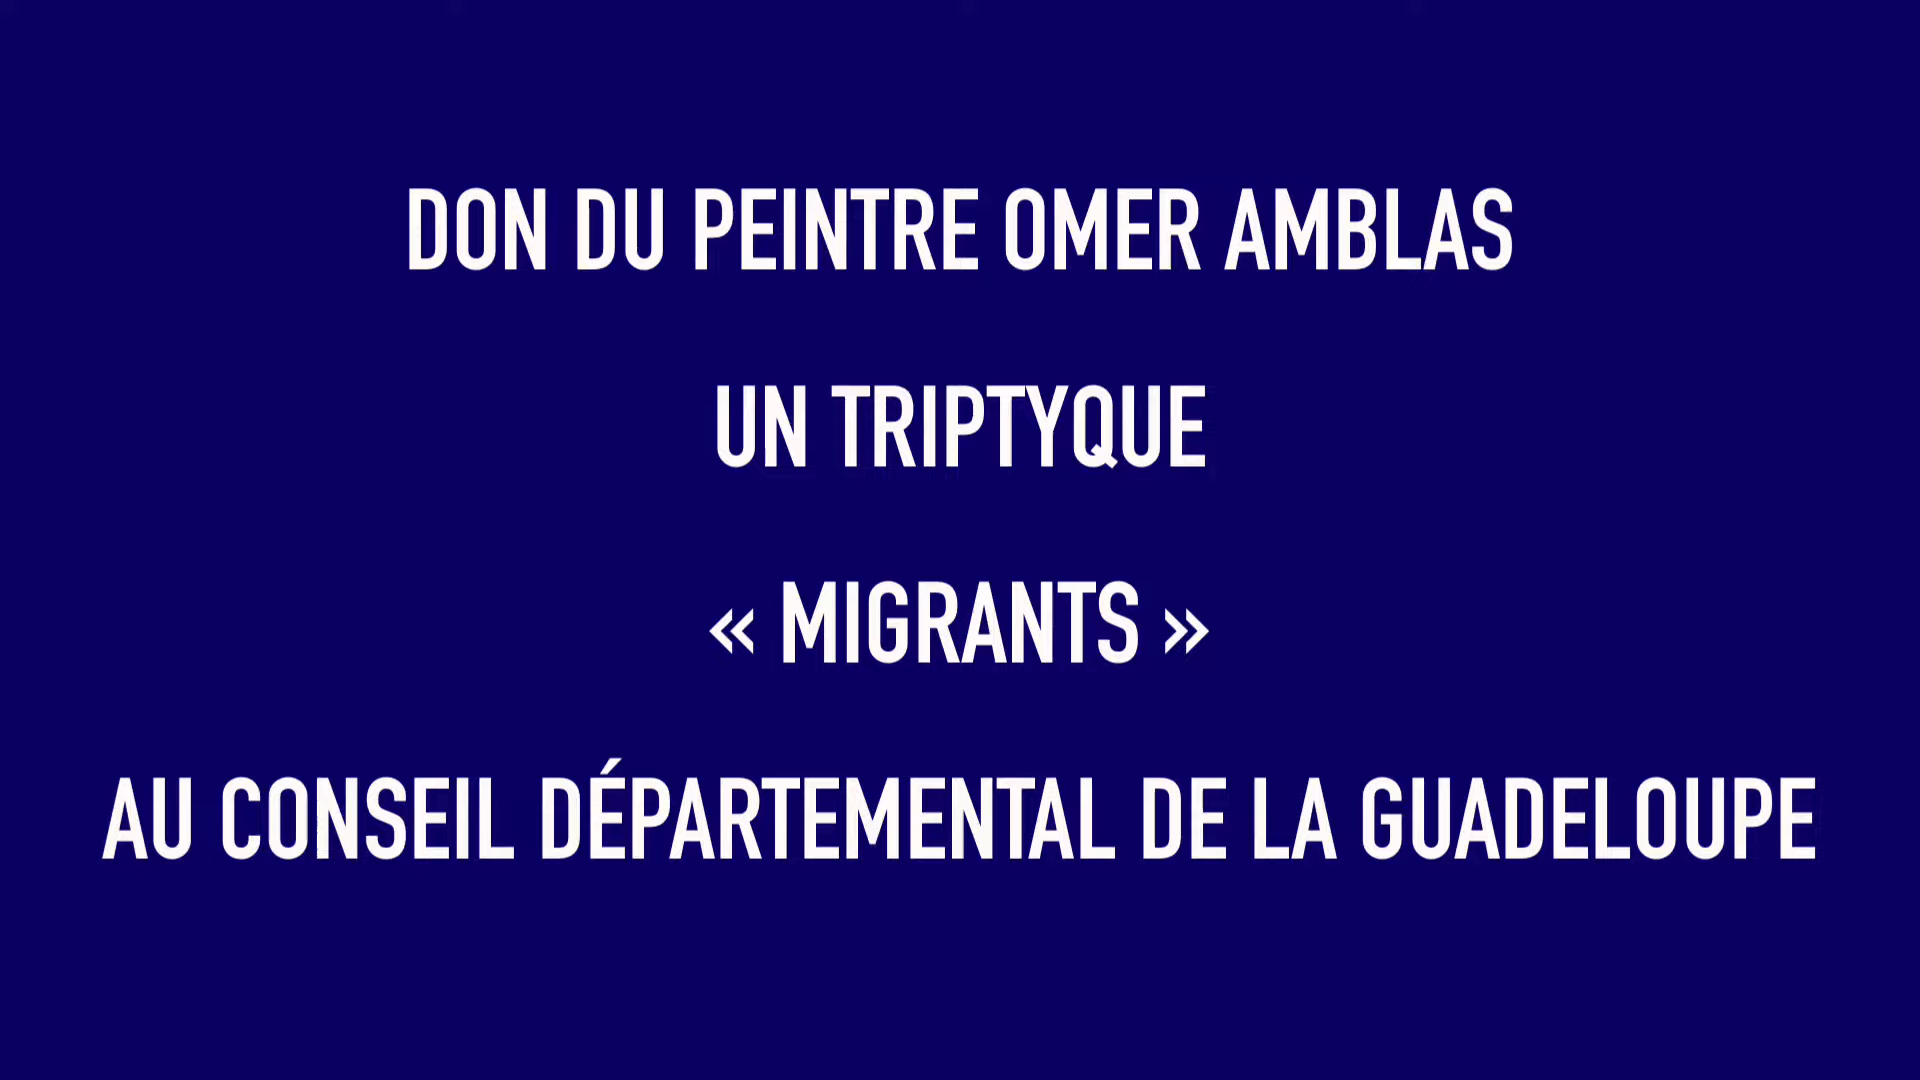 DON DU PEINTRE OMER AMBLAS
UN TRIPTYQUE
« MIGRANTS »
AU CONSEIL DÉPARTEMENTAL DE LA GUADELOUPE